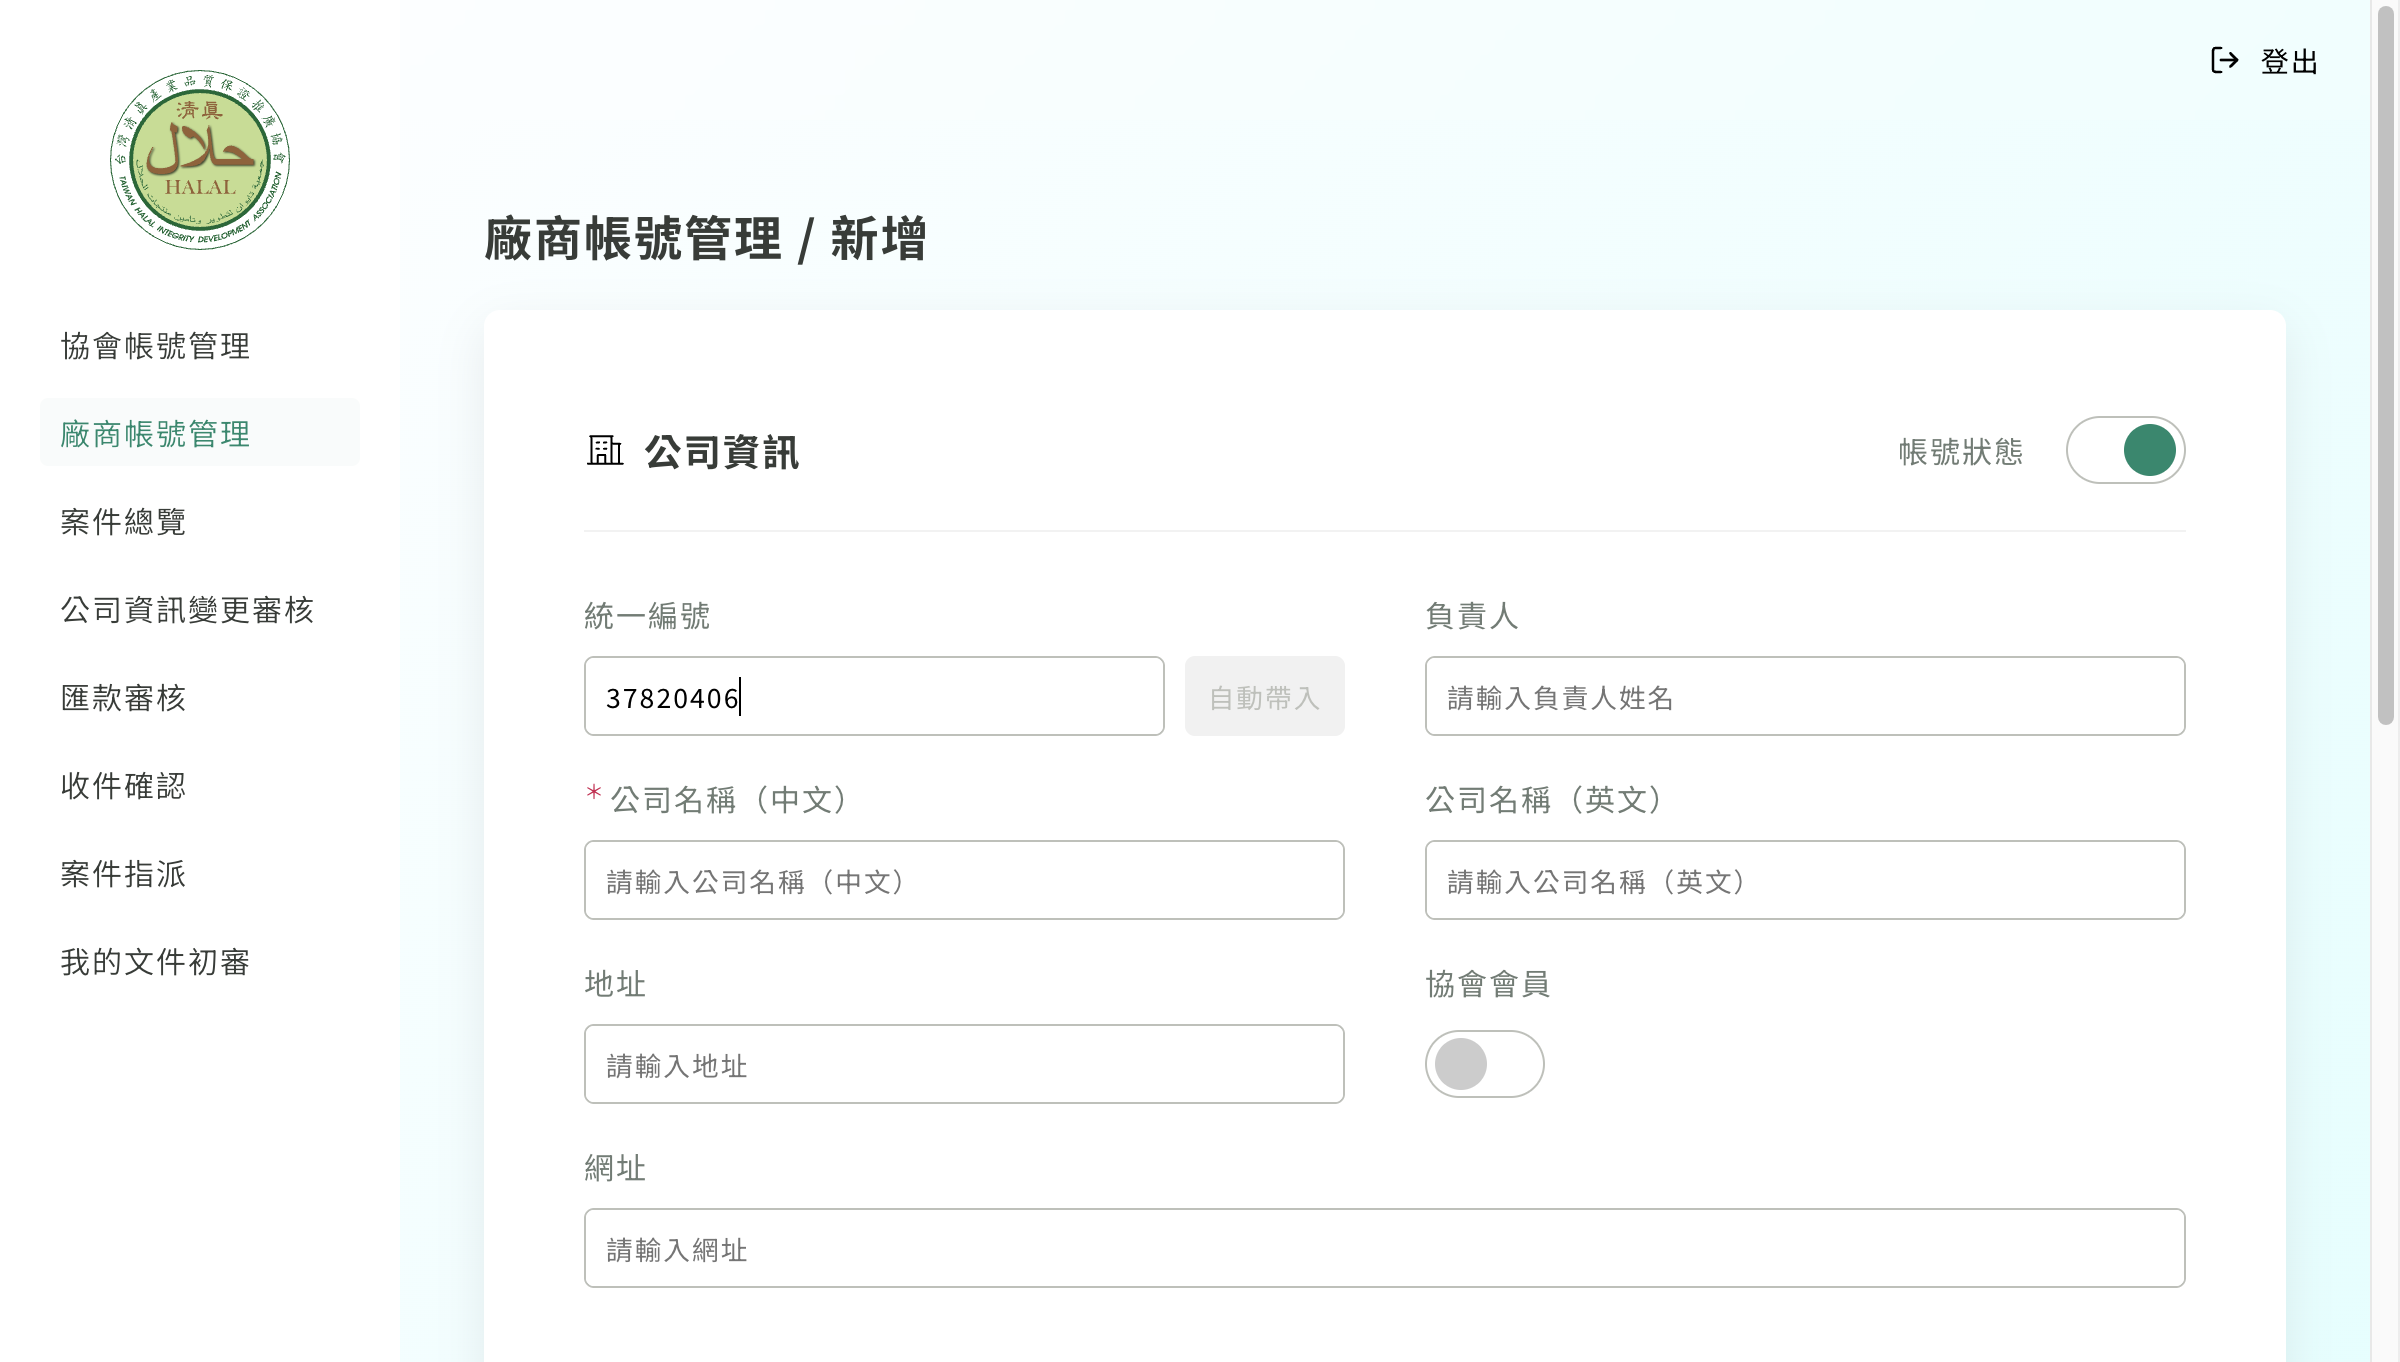 登出
台灣清真產業品質保證推廣協會
清真
حلال
HALAL
TAIWAN HALAL INTEGRITY DEVELOPMENT ASSOCIATION
協會帳號管理
廠商帳號管理
案件總覽
公司資訊變更審核
匯款審核
收件確認
案件指派
我的文件初審
廠商帳號管理 / 新增
公司資訊
帳號狀態
統一編號
37820406
自動帶入
負責人
請輸入負責人姓名
* 公司名稱（中文）
請輸入公司名稱（中文）
公司名稱（英文）
請輸入公司名稱（英文）
地址
請輸入地址
協會會員
網址
請輸入網址